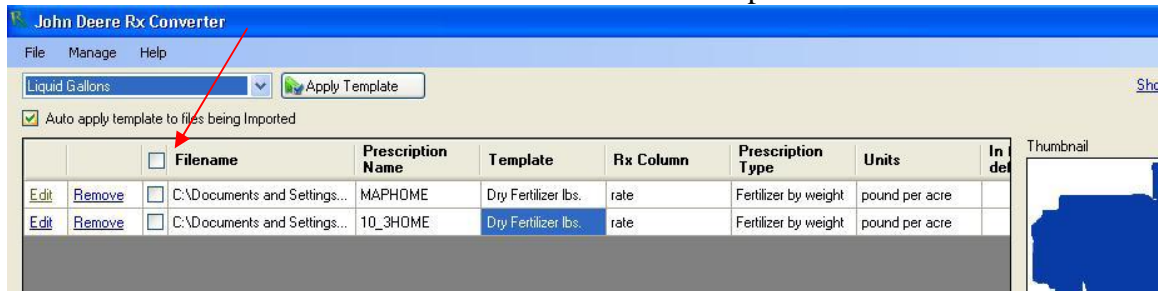 John Deere Rx Converter
File Manage Help
Liquid Gallons Apply Template
Auto apply template to files being Imported
Filename Prescription Name Template Rx Column Prescription Type Units Thumbnail
Edit Remove C:\Documents and Settings... MAPHOME Dry Fertilizer lbs. rate Fertilizer by weight pound per acre
Edit Remove C:\Documents and Settings... 10_3HOME Dry Fertilizer lbs. rate Fertilizer by weight pound per acre